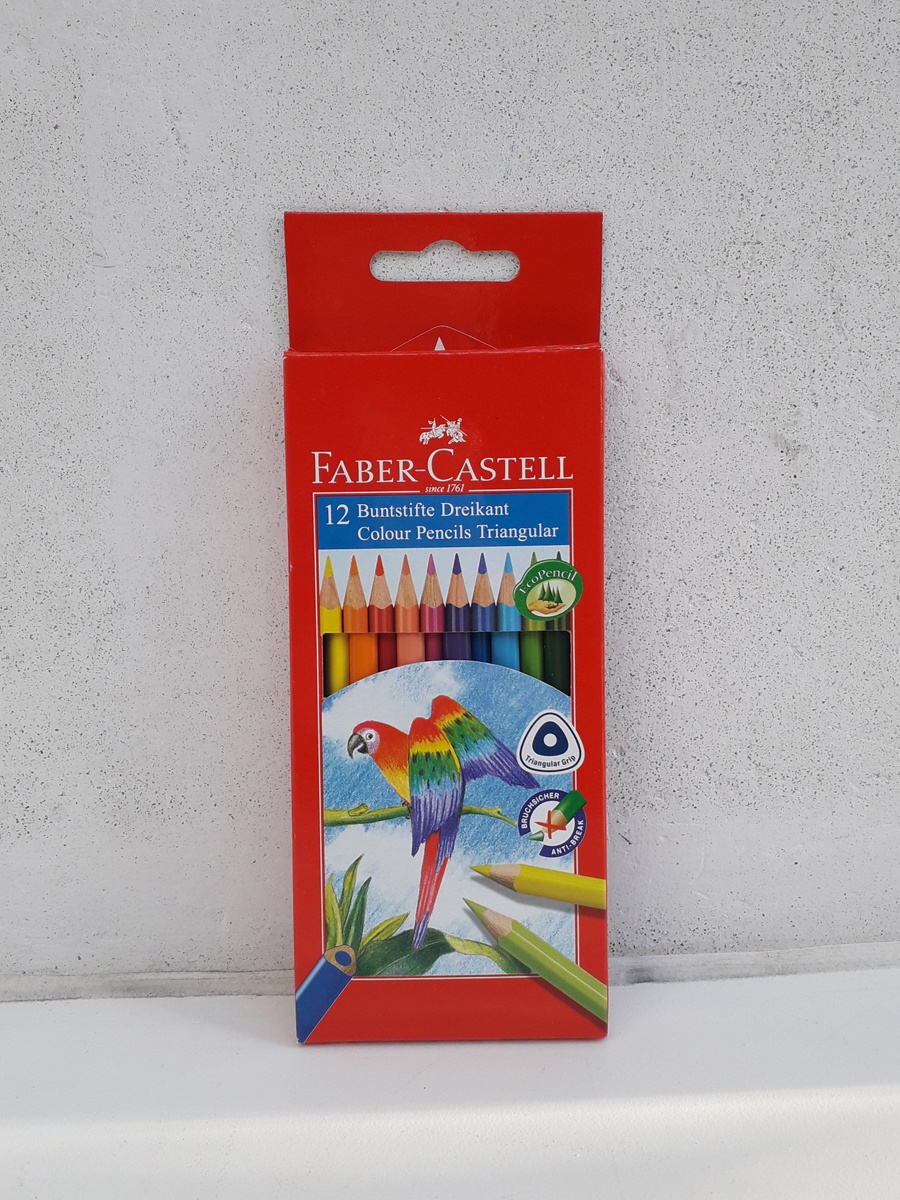 FABER-CASTELL
since 1761
12 Buntstifte Dreikant
Colour Pencils Triangular
EcoPencil
Triangular Grip
BRUCHSICHER
ANTI-BREAK